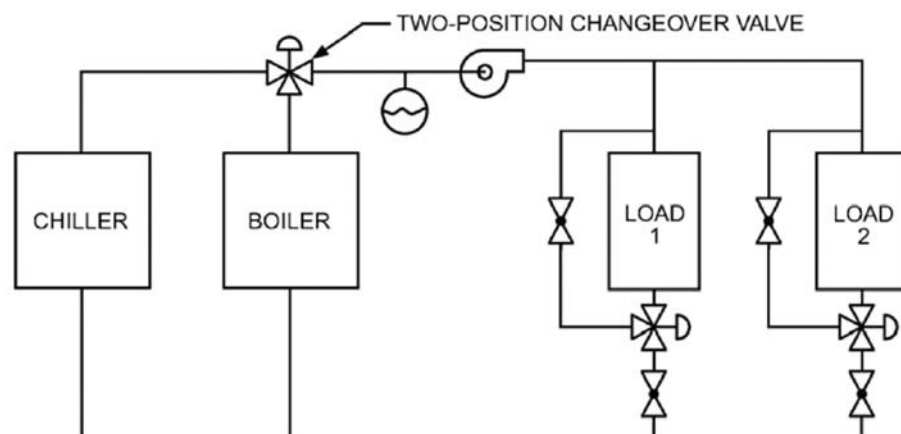 TWO-POSITION CHANGEOVER VALVE
CHILLER
BOILER
LOAD
1
LOAD
2